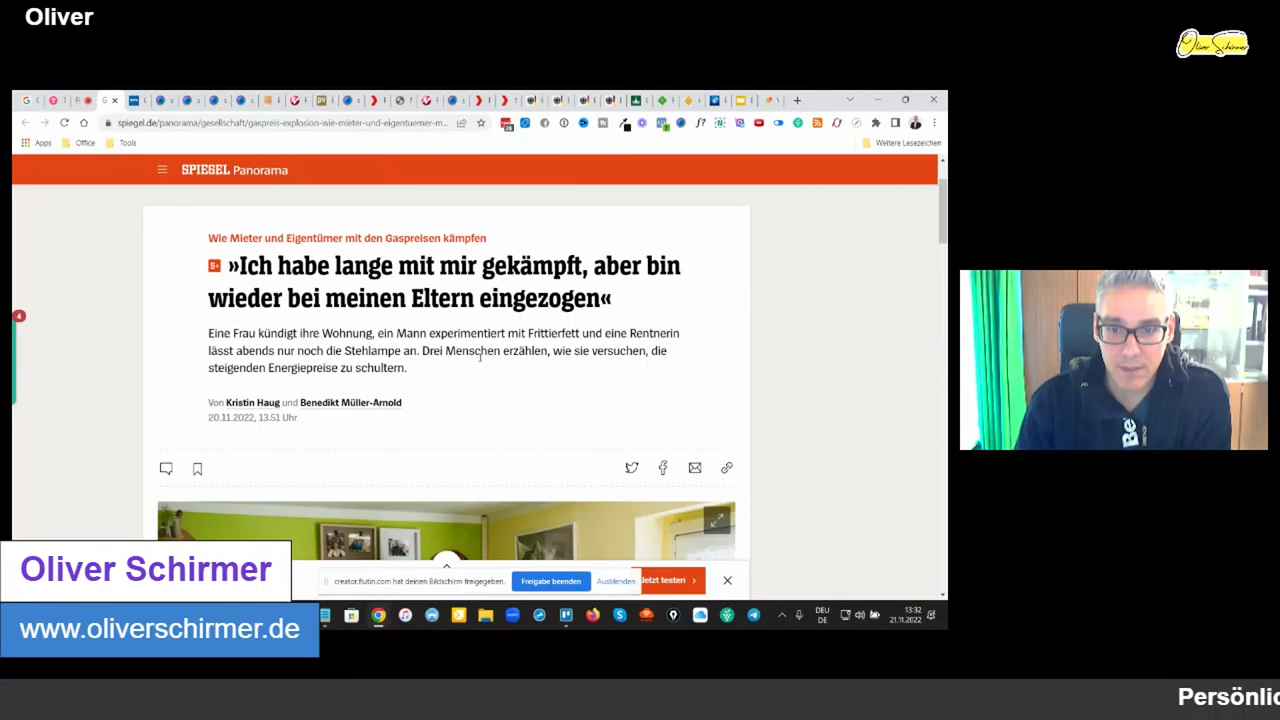 Oliver
Oliver Schirmer
spiegel.de/panorama/gesellschaft/gaspreis-explosion-wie-mieter-und-eigentuemer-m...
Apps Office Tools Weitere Lesezeichen
SPIEGEL Panorama
Wie Mieter und Eigentümer mit den Gaspreisen kämpfen
S+ »Ich habe lange mit mir gekämpft, aber bin
wieder bei meinen Eltern eingezogen«
Eine Frau kündigt ihre Wohnung, ein Mann experimentiert mit Frittierfett und eine Rentnerin
lässt abends nur noch die Stehlampe an. Drei Menschen erzählen, wie sie versuchen, die
steigenden Energiepreise zu schultern.
Von Kristin Haug und Benedikt Müller-Arnold
20.11.2022, 13.51 Uhr
4
Be
creator.flutin.com hat deinen Bildschirm freigegeben. Freigabe beenden Ausblenden Jetzt testen
Oliver Schirmer
www.oliverschirmer.de
DEU 13:32
DE 21.11.2022
Persönlic